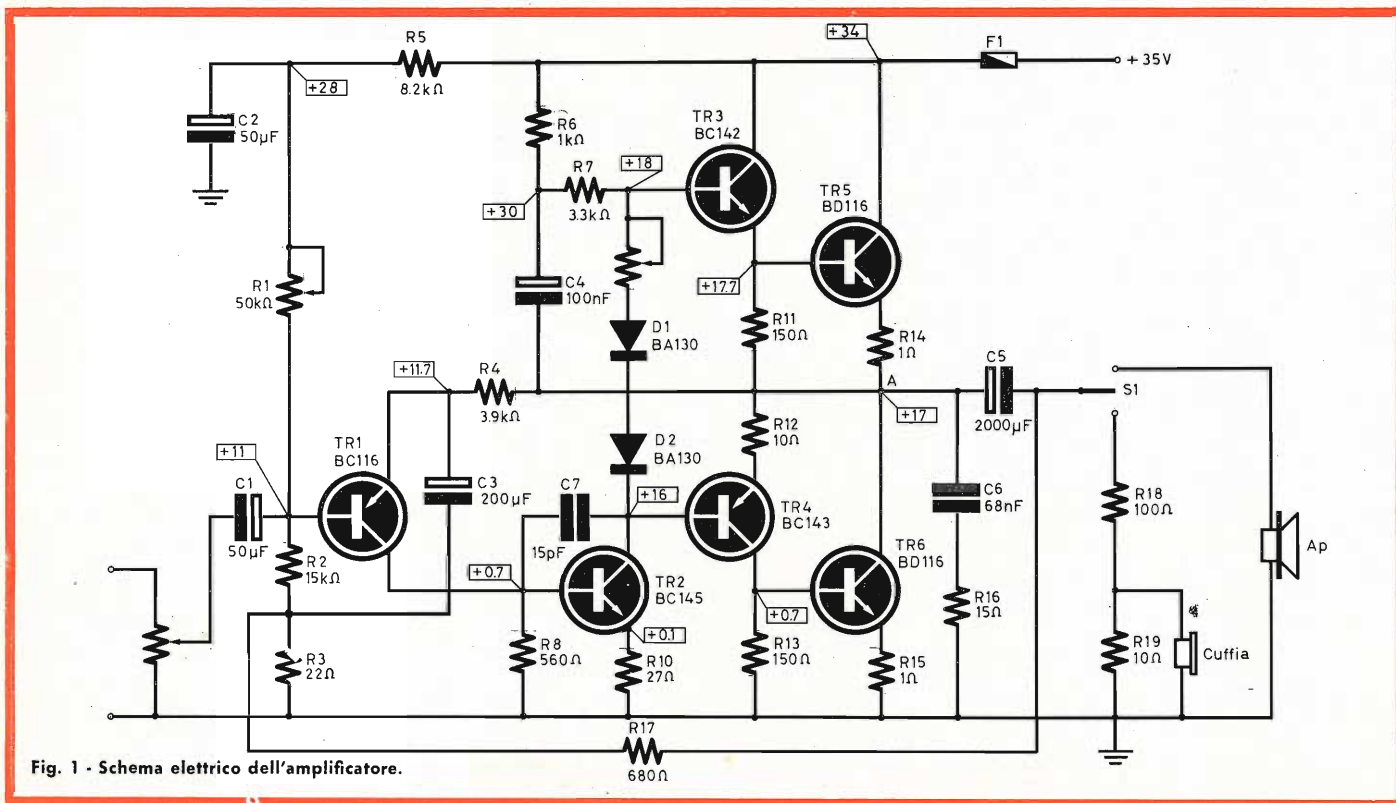 +34
F1
+ 35V
R5
8.2kΩ
+28
C2
50µF
R6
1kΩ
TR3
BC142
R7
3.3kΩ
+18
+30
TR5
BD116
C4
100nF
+17.7
R1
50kΩ
R11
150Ω
R14
1Ω
D1
BA130
+11.7
R4
3.9kΩ
A
+17
C5
2000µF
S1
R12
10Ω
D2
BA130
+11
TR1
BC116
C1
50µF
C3
200µF
C7
15pF
+16
TR4
BC143
C6
68nF
R18
100Ω
Ap
R2
15kΩ
+0.7
TR2
BC145
TR6
BD116
+0.7
R16
15Ω
+0.1
R3
22Ω
R8
560Ω
R10
27Ω
R13
150Ω
R15
1Ω
R19
10Ω
Cuffia
R17
680Ω
Fig. 1 - Schema elettrico dell'amplificatore.